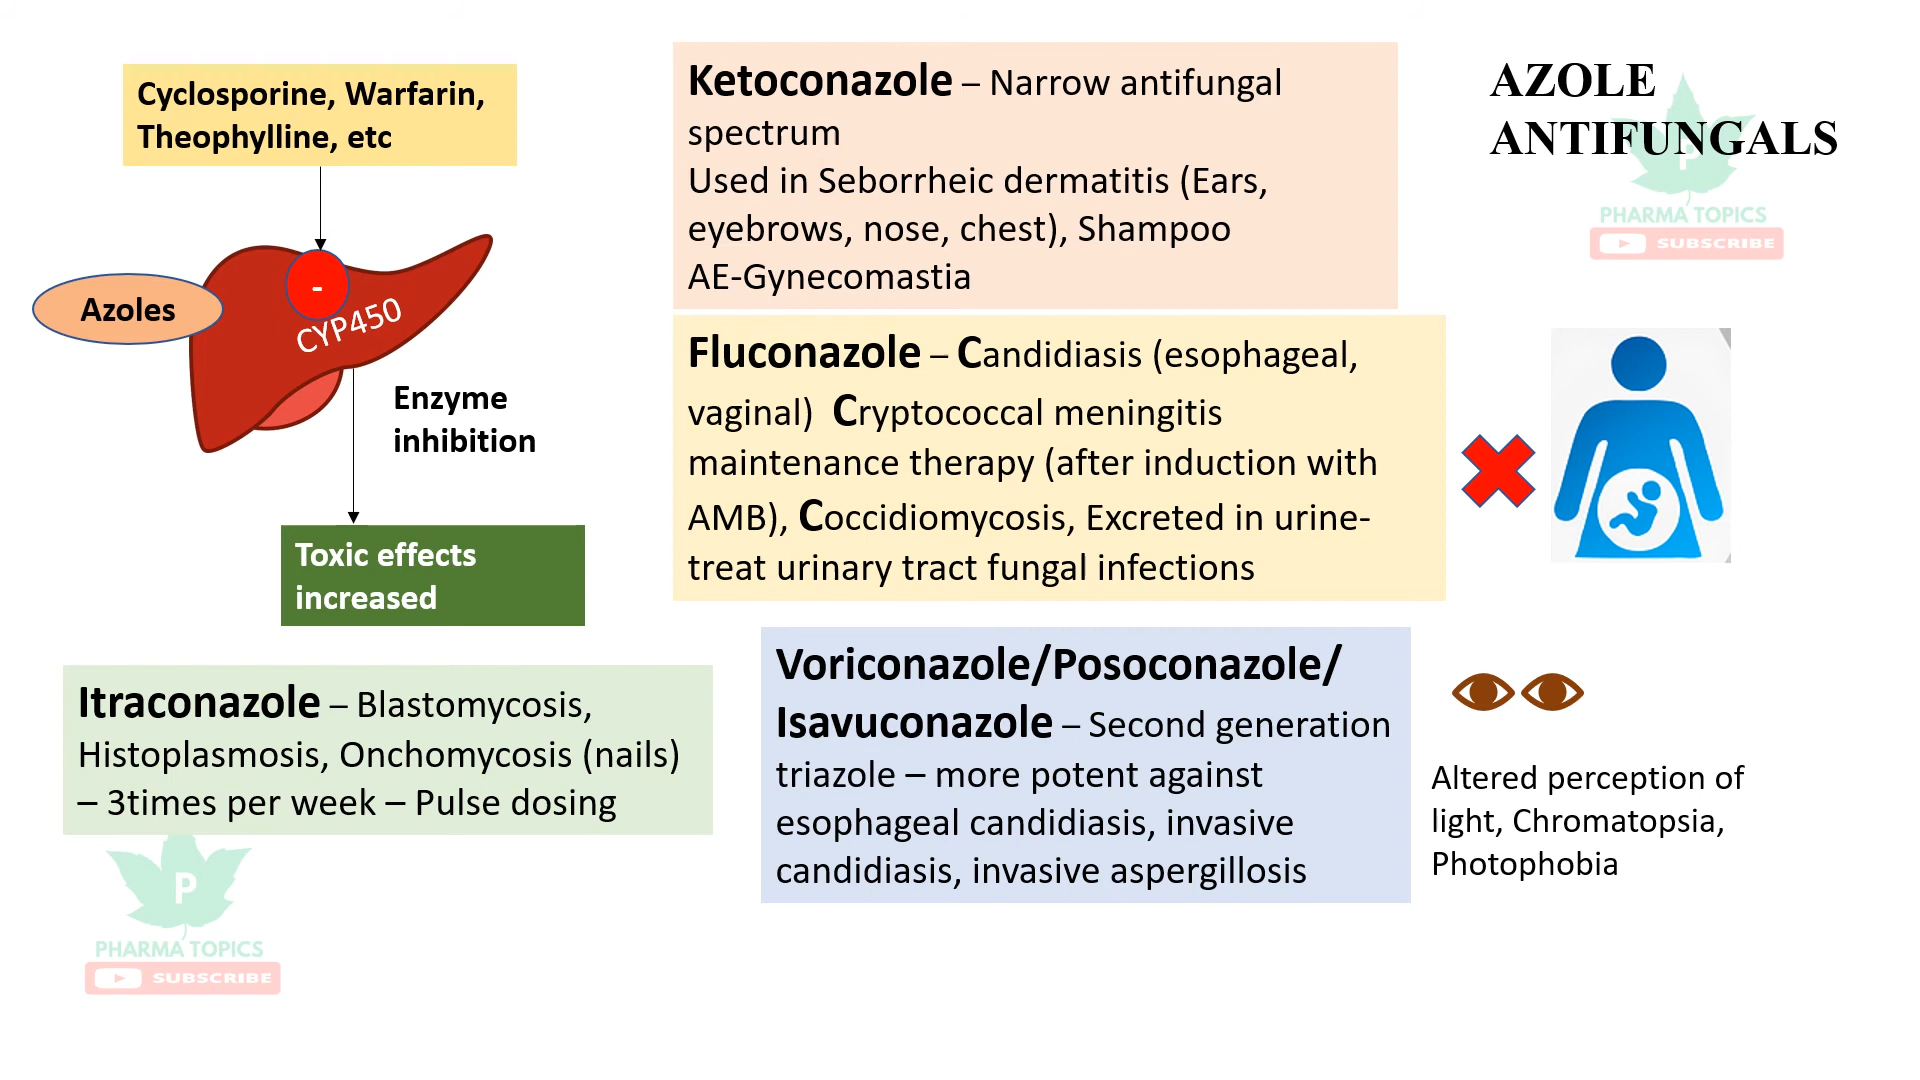 AZOLE
ANTIFUNGALS
P
PHARMA TOPICS
SUBSCRIBE
Cyclosporine, Warfarin,
Theophylline, etc
Azoles
-
CYP450
Enzyme
inhibition
Toxic effects
increased
Ketoconazole – Narrow antifungal
spectrum
Used in Seborrheic dermatitis (Ears,
eyebrows, nose, chest), Shampoo
AE-Gynecomastia
Fluconazole – Candidiasis (esophageal,
vaginal)  Cryptococcal meningitis
maintenance therapy (after induction with
AMB), Coccidiomycosis, Excreted in urine-
treat urinary tract fungal infections
Itraconazole – Blastomycosis,
Histoplasmosis, Onchomycosis (nails)
– 3times per week – Pulse dosing
Voriconazole/Posoconazole/
Isavuconazole – Second generation
triazole – more potent against
esophageal candidiasis, invasive
candidiasis, invasive aspergillosis
Altered perception of
light, Chromatopsia,
Photophobia
P
PHARMA TOPICS
SUBSCRIBE